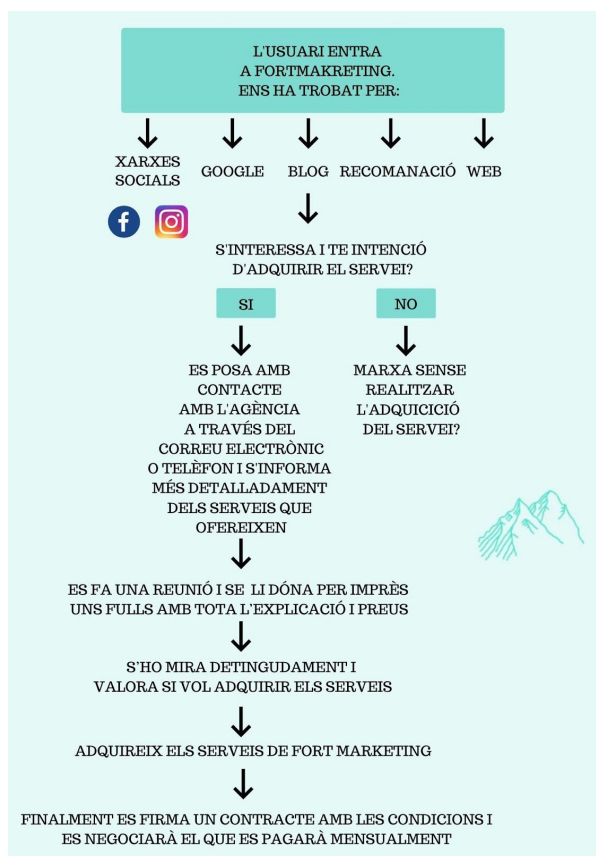 L'USUARI ENTRA
A FORTMAKRETING.
ENS HA TROBAT PER:
XARXES
SOCIALS
GOOGLE
BLOG
RECOMANACIÓ
WEB
S'INTERESSA I TE INTENCIÓ
D'ADQUIRIR EL SERVEI?
SI
NO
ES POSA AMB
CONTACTE
AMB L'AGÈNCIA
A TRAVÉS DEL
CORREU ELECTRÒNIC
O TELÈFON I S'INFORMA
MÉS DETALLADAMENT
DELS SERVEIS QUE
OFEREIXEN
MARXA SENSE
REALITZAR
L'ADQUICICIÓ
DEL SERVEI?
ES FA UNA REUNIÓ I SE LI DÓNA PER IMPRÈS
UNS FULLS AMB TOTA L'EXPLICACIÓ I PREUS
S'HO MIRA DETINGUDAMENT I
VALORA SI VOL ADQUIRIR ELS SERVEIS
ADQUIREIX ELS SERVEIS DE FORT MARKETING
FINALMENT ES FIRMA UN CONTRACTE AMB LES CONDICIONS I
ES NEGOCIARÀ EL QUE ES PAGARÀ MENSUALMENT